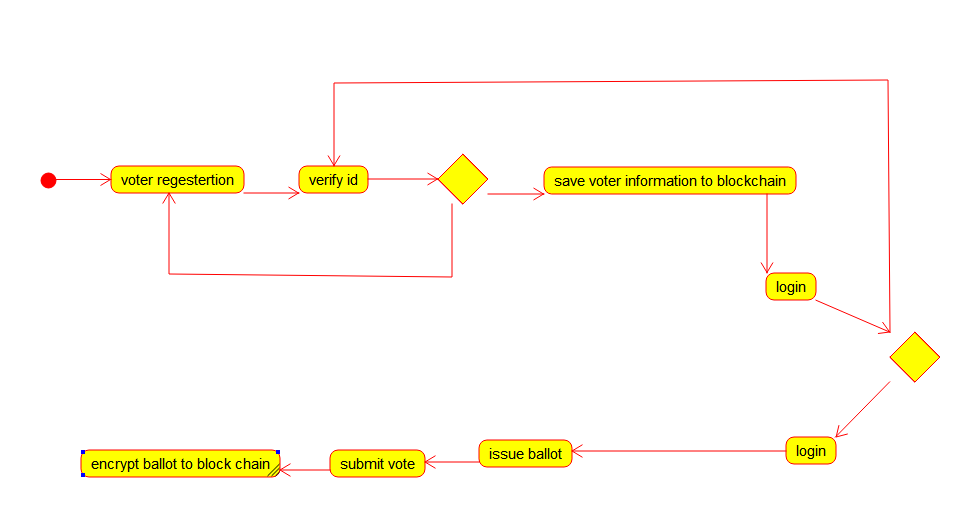 voter regestertion
verify id
save voter information to blockchain
login
login
issue ballot
submit vote
encrypt ballot to block chain